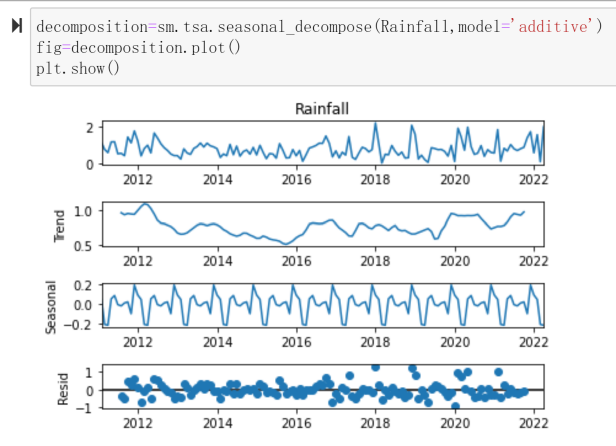 decomposition=sm.tsa.seasonal_decompose(Rainfall,model='additive')
fig=decomposition.plot()
plt.show()
Rainfall
2
0
2012 2014 2016 2018 2020 2022
Trend
1.0
0.5
2012 2014 2016 2018 2020 2022
Seasonal
0.2
0.0
−0.2
2012 2014 2016 2018 2020 2022
Resid
1
0
−1
2012 2014 2016 2018 2020 2022